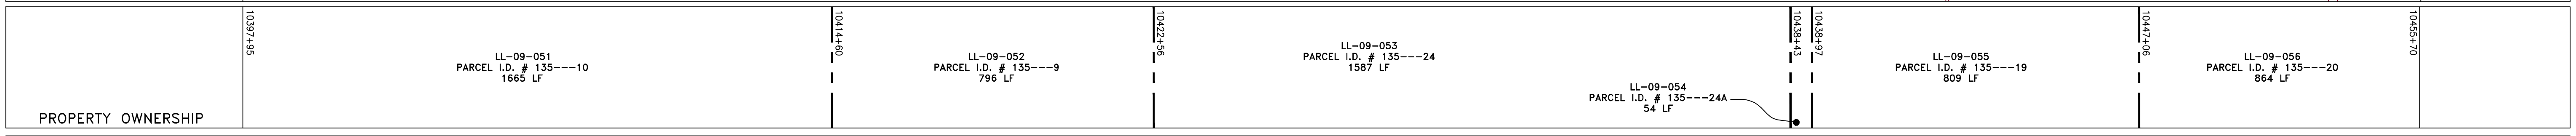 PROPERTY OWNERSHIP
10397+95
LL-09-051
PARCEL I.D. # 135---10
1665 LF
10414+60
LL-09-052
PARCEL I.D. # 135---9
796 LF
10422+56
LL-09-053
PARCEL I.D. # 135---24
1587 LF
LL-09-054
PARCEL I.D. # 135---24A
54 LF
10438+43
10438+97
LL-09-055
PARCEL I.D. # 135---19
809 LF
10447+06
LL-09-056
PARCEL I.D. # 135---20
864 LF
10455+70